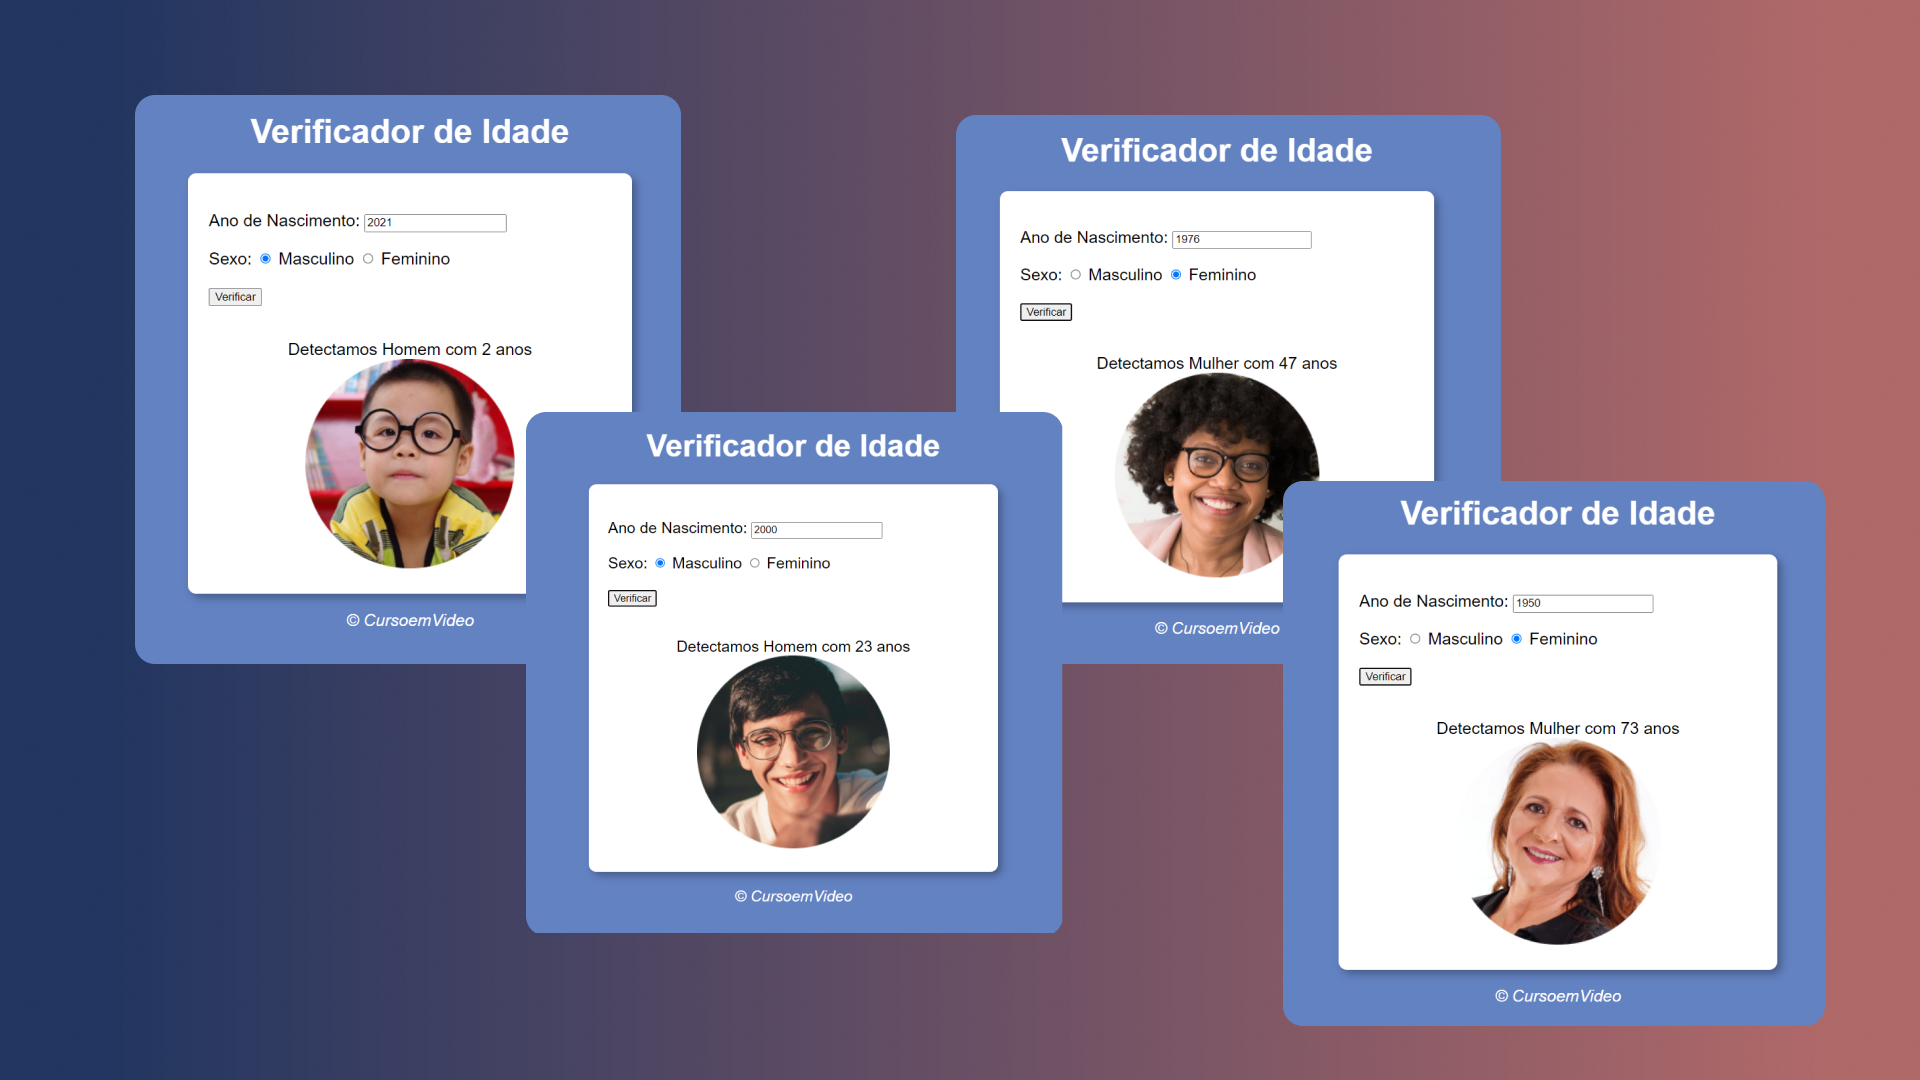 Verificador de Idade
Ano de Nascimento: 2021
Sexo: Masculino Feminino
Verificar
Detectamos Homem com 2 anos
© CursoemVideo
Verificador de Idade
Ano de Nascimento: 2000
Sexo: Masculino Feminino
Verificar
Detectamos Homem com 23 anos
© CursoemVideo
Verificador de Idade
Ano de Nascimento: 1976
Sexo: Masculino Feminino
Verificar
Detectamos Mulher com 47 anos
© CursoemVideo
Verificador de Idade
Ano de Nascimento: 1950
Sexo: Masculino Feminino
Verificar
Detectamos Mulher com 73 anos
© CursoemVideo